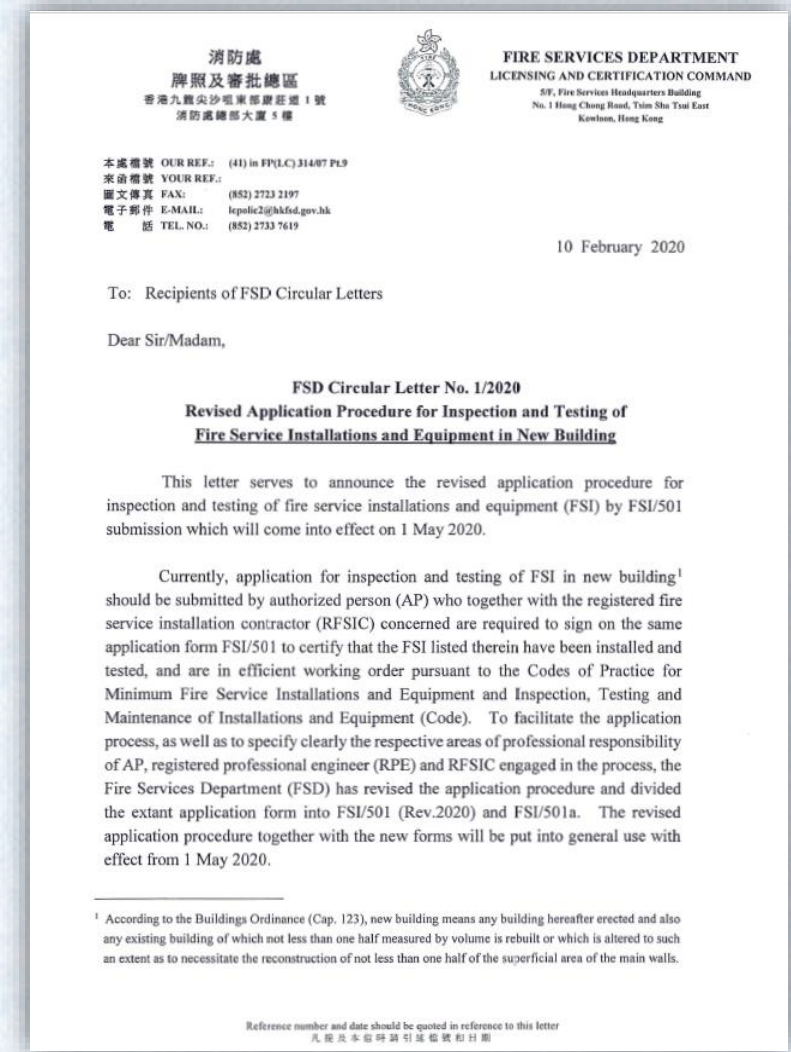 消防處
牌照及審批總區
香港九龍尖沙咀東部康莊道 1 號
消防處總部大廈 5 樓
HONG KONG
FIRE SERVICES DEPARTMENT
LICENSING AND CERTIFICATION COMMAND
5/F, Fire Services Headquarters Building
No. 1 Hong Chong Road, Tsim Sha Tsui East
Kowloon, Hong Kong
本處檔號 OUR REF.: (41) in FP(LC) 314/07 Pt.9
來函檔號 YOUR REF.:
圖文傳真 FAX: (852) 2723 2197
電子郵件 E-MAIL: lcpolic2@hkfsd.gov.hk
電 話 TEL. NO.: (852) 2733 7619
10 February 2020
To: Recipients of FSD Circular Letters
Dear Sir/Madam,
FSD Circular Letter No. 1/2020
Revised Application Procedure for Inspection and Testing of
Fire Service Installations and Equipment in New Building
This letter serves to announce the revised application procedure for
inspection and testing of fire service installations and equipment (FSI) by FSI/501
submission which will come into effect on 1 May 2020.
Currently, application for inspection and testing of FSI in new building1
should be submitted by authorized person (AP) who together with the registered fire
service installation contractor (RFSIC) concerned are required to sign on the same
application form FSI/501 to certify that the FSI listed therein have been installed and
tested, and are in efficient working order pursuant to the Codes of Practice for
Minimum Fire Service Installations and Equipment and Inspection, Testing and
Maintenance of Installations and Equipment (Code). To facilitate the application
process, as well as to specify clearly the respective areas of professional responsibility
of AP, registered professional engineer (RPE) and RFSIC engaged in the process, the
Fire Services Department (FSD) has revised the application procedure and divided
the extant application form into FSI/501 (Rev.2020) and FSI/501a. The revised
application procedure together with the new forms will be put into general use with
effect from 1 May 2020.
1 According to the Buildings Ordinance (Cap. 123), new building means any building hereafter erected and also
any existing building of which not less than one half measured by volume is rebuilt or which is altered to such
an extent as to necessitate the reconstruction of not less than one half of the superficial area of the main walls.
Reference number and date should be quoted in reference to this letter
凡提及本信時請引述檔號和日期